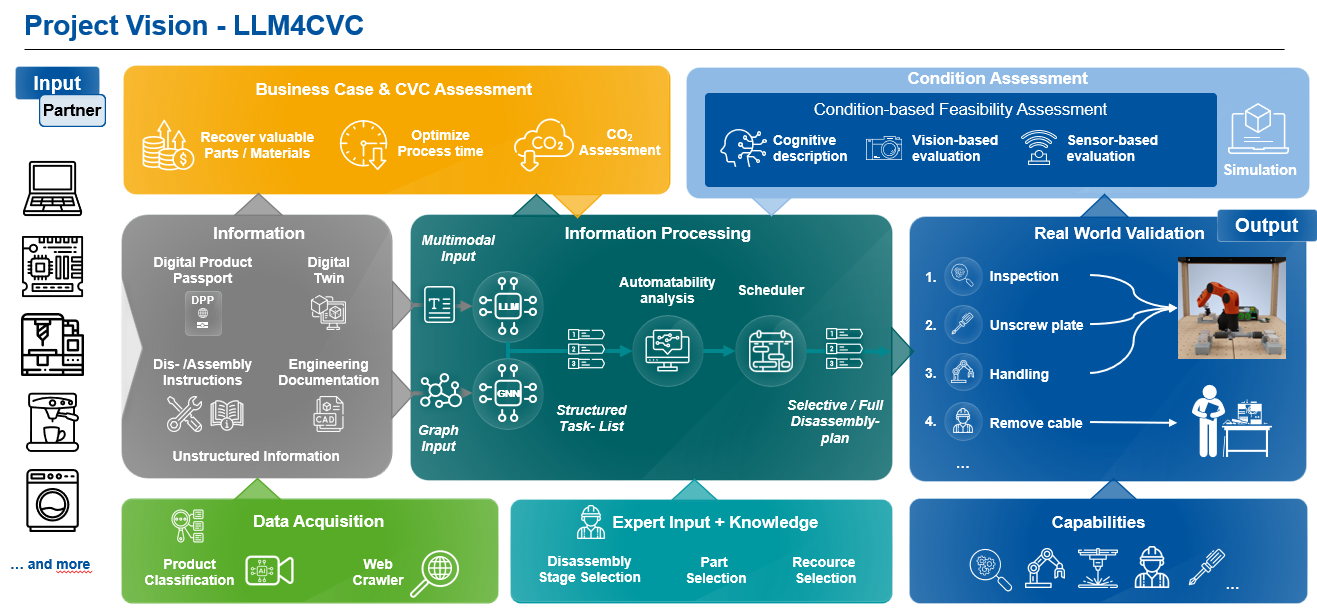 Project Vision - LLM4CVC
Input
Partner
... and more
Business Case & CVC Assessment
Recover valuable
Parts / Materials
Optimize
Process time
CO₂
CO₂
Assessment
Condition Assessment
Condition-based Feasibility Assessment
Cognitive
description
Vision-based
evaluation
Sensor-based
evaluation
Simulation
Information
Digital Product
Passport
DPP
Digital
Twin
Dis- /Assembly
Instructions
Engineering
Documentation
CAD
Unstructured Information
Information Processing
Multimodal
Input
T
LLM
Graph
Input
GNN
1
2
3
Structured
Task- List
Automatability
analysis
Scheduler
1
2
3
Selective / Full
Disassembly-
plan
Real World Validation
Output
1. Inspection
2. Unscrew plate
3. Handling
4. Remove cable
...
Data Acquisition
Product
Classification
AI
Web
Crawler
Expert Input + Knowledge
Disassembly
Stage Selection
Part
Selection
Recource
Selection
Capabilities
...